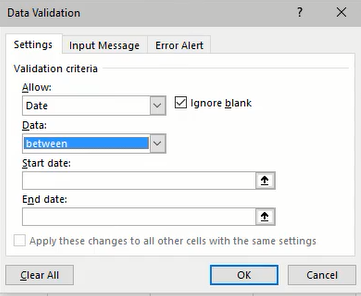 Data Validation ? ×
Settings Input Message Error Alert
Validation criteria
Allow:
Date Ignore blank
Data:
between
Start date:
End date:
Apply these changes to all other cells with the same settings
Clear All OK Cancel